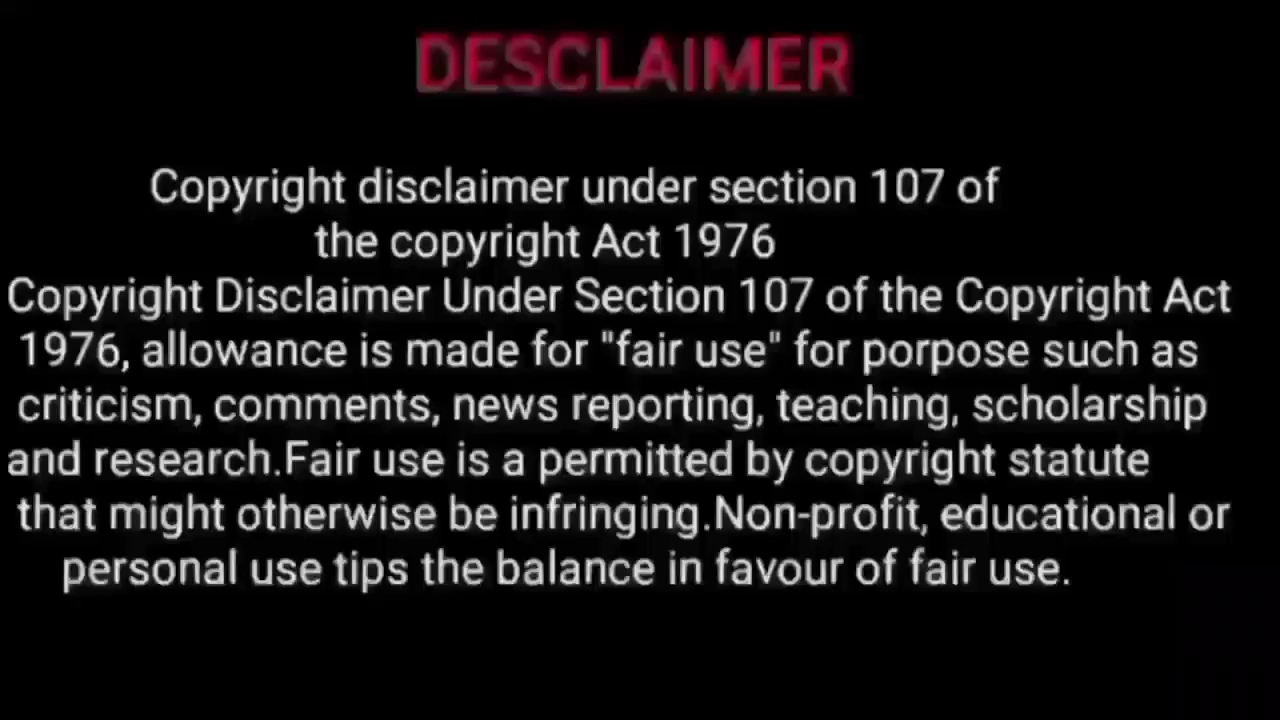 DESCLAIMER
Copyright disclaimer under section 107 of
the copyright Act 1976
Copyright Disclaimer Under Section 107 of the Copyright Act
1976, allowance is made for "fair use" for porpose such as
criticism, comments, news reporting, teaching, scholarship
and research.Fair use is a permitted by copyright statute
that might otherwise be infringing.Non-profit, educational or
personal use tips the balance in favour of fair use.